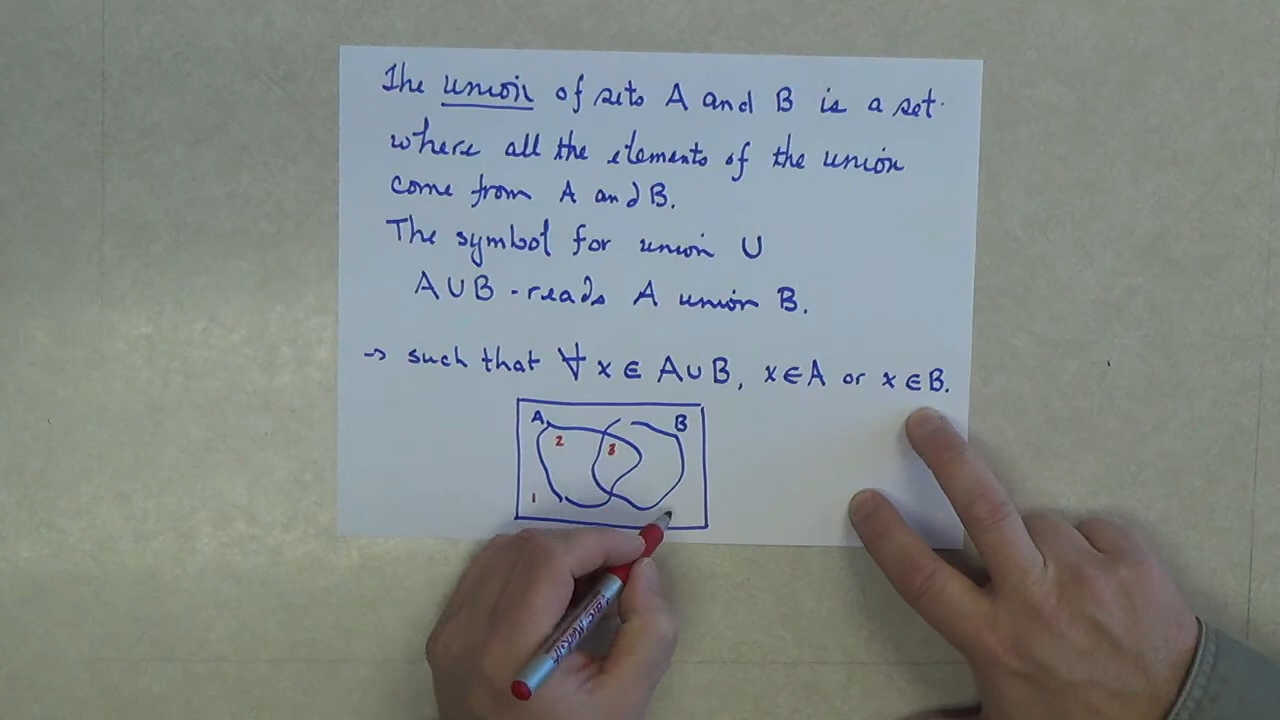 The union of sets A and B is a set
where all the elements of the union
come from A and B.
The symbol for union ∪
A∪B - reads A union B.
→ such that ∀ x ∈ A∪B, x∈A or x∈B.
A B
2 3
1